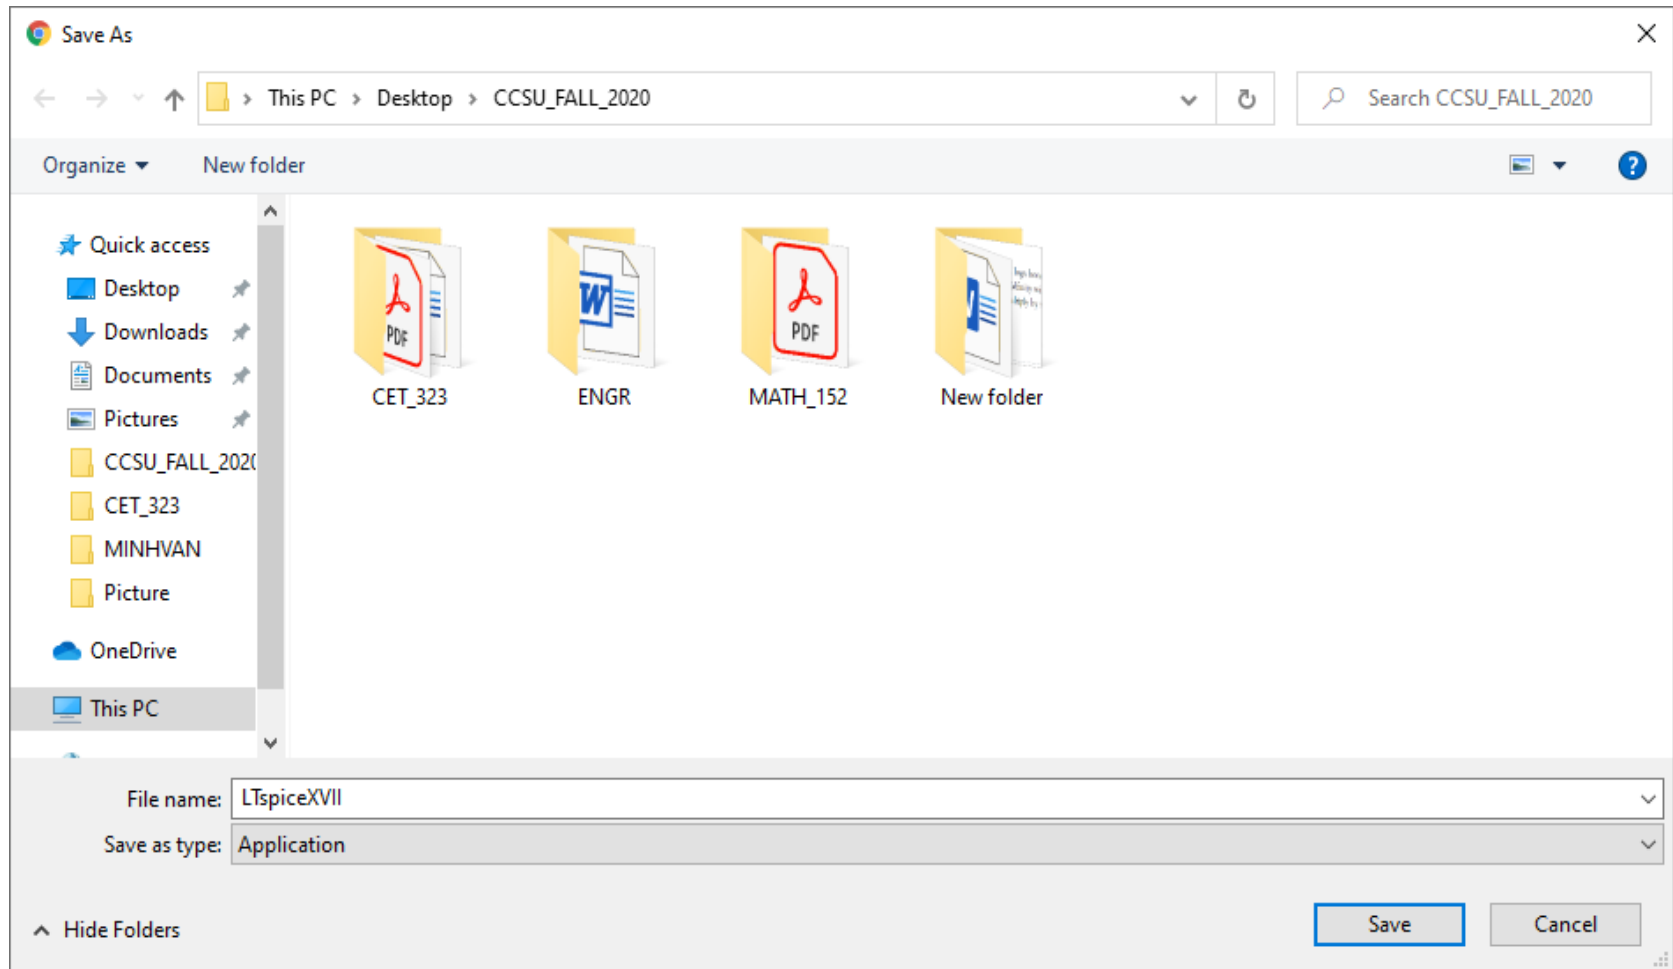 Save As
This PC > Desktop > CCSU_FALL_2020
Search CCSU_FALL_2020
Organize
New folder
Quick access
Desktop
Downloads
Documents
Pictures
CCSU_FALL_2020
CET_323
MINHVAN
Picture
OneDrive
This PC
PDF
CET_323
W
ENGR
PDF
MATH_152
New folder
File name: LTspiceXVII
Save as type: Application
Hide Folders
Save
Cancel